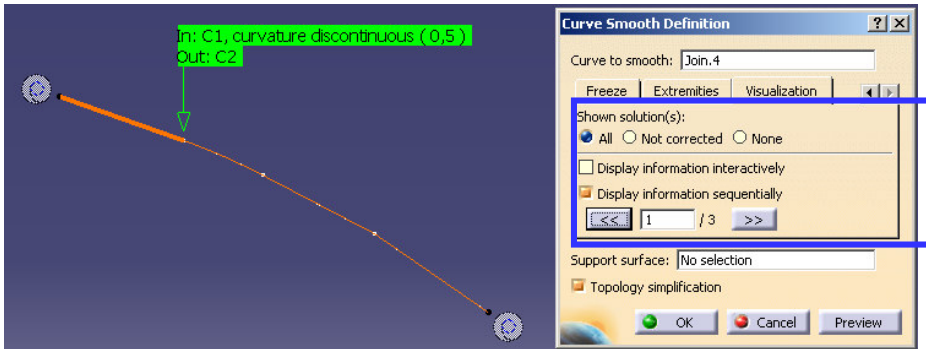 In: C1, curvature discontinuous ( 0,5 )
Out: C2
Curve Smooth Definition
Curve to smooth: Join.4
Freeze Extremities Visualization
Shown solution(s):
All Not corrected None
Display information interactively
Display information sequentially
<< 1 / 3 >>
Support surface: No selection
Topology simplification
OK Cancel Preview